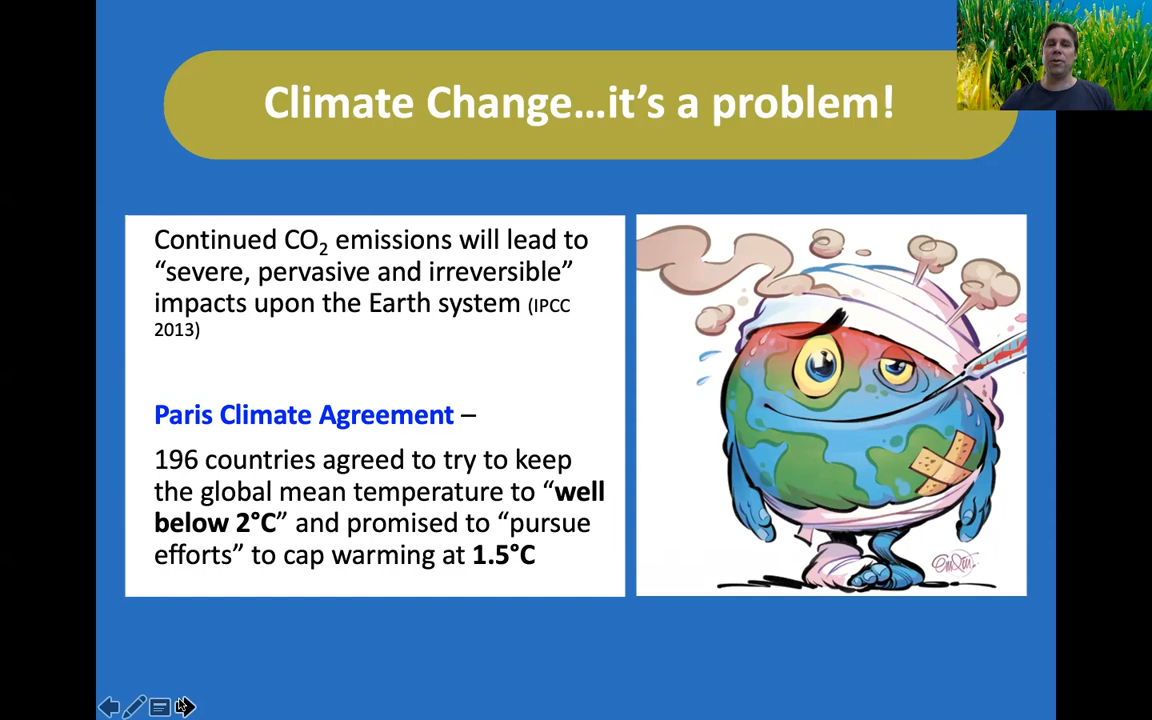 Climate Change…it’s a problem!
Continued CO₂ emissions will lead to
“severe, pervasive and irreversible”
impacts upon the Earth system (IPCC
2013)
Paris Climate Agreement –
196 countries agreed to try to keep
the global mean temperature to “well
below 2°C” and promised to “pursue
efforts” to cap warming at 1.5°C